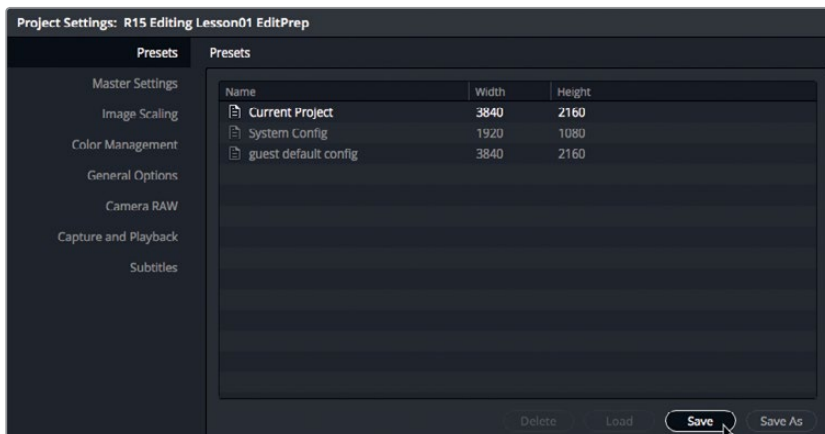 Project Settings: R15 Editing Lesson01 EditPrep
Presets
Master Settings
Image Scaling
Color Management
General Options
Camera RAW
Capture and Playback
Subtitles
Presets
Name Width Height
Current Project 3840 2160
System Config 1920 1080
guest default config 3840 2160
Delete Load Save Save As